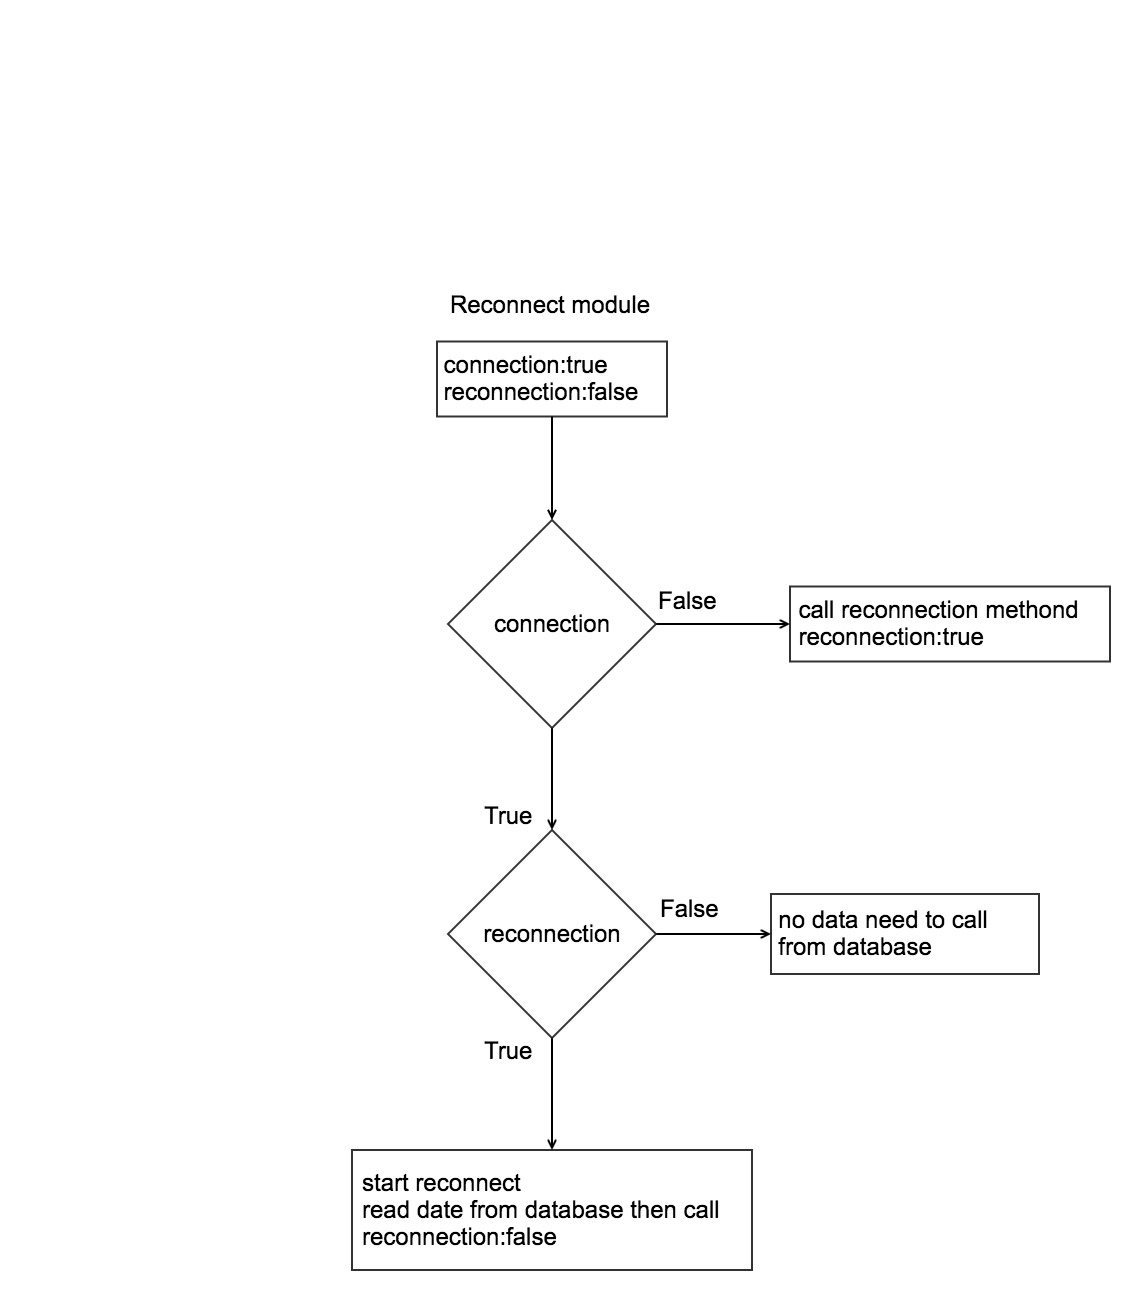 Reconnect module
connection:true
reconnection:false
connection
False
call reconnection methond
reconnection:true
True
reconnection
False
no data need to call
from database
True
start reconnect
read date from database then call
reconnection:false